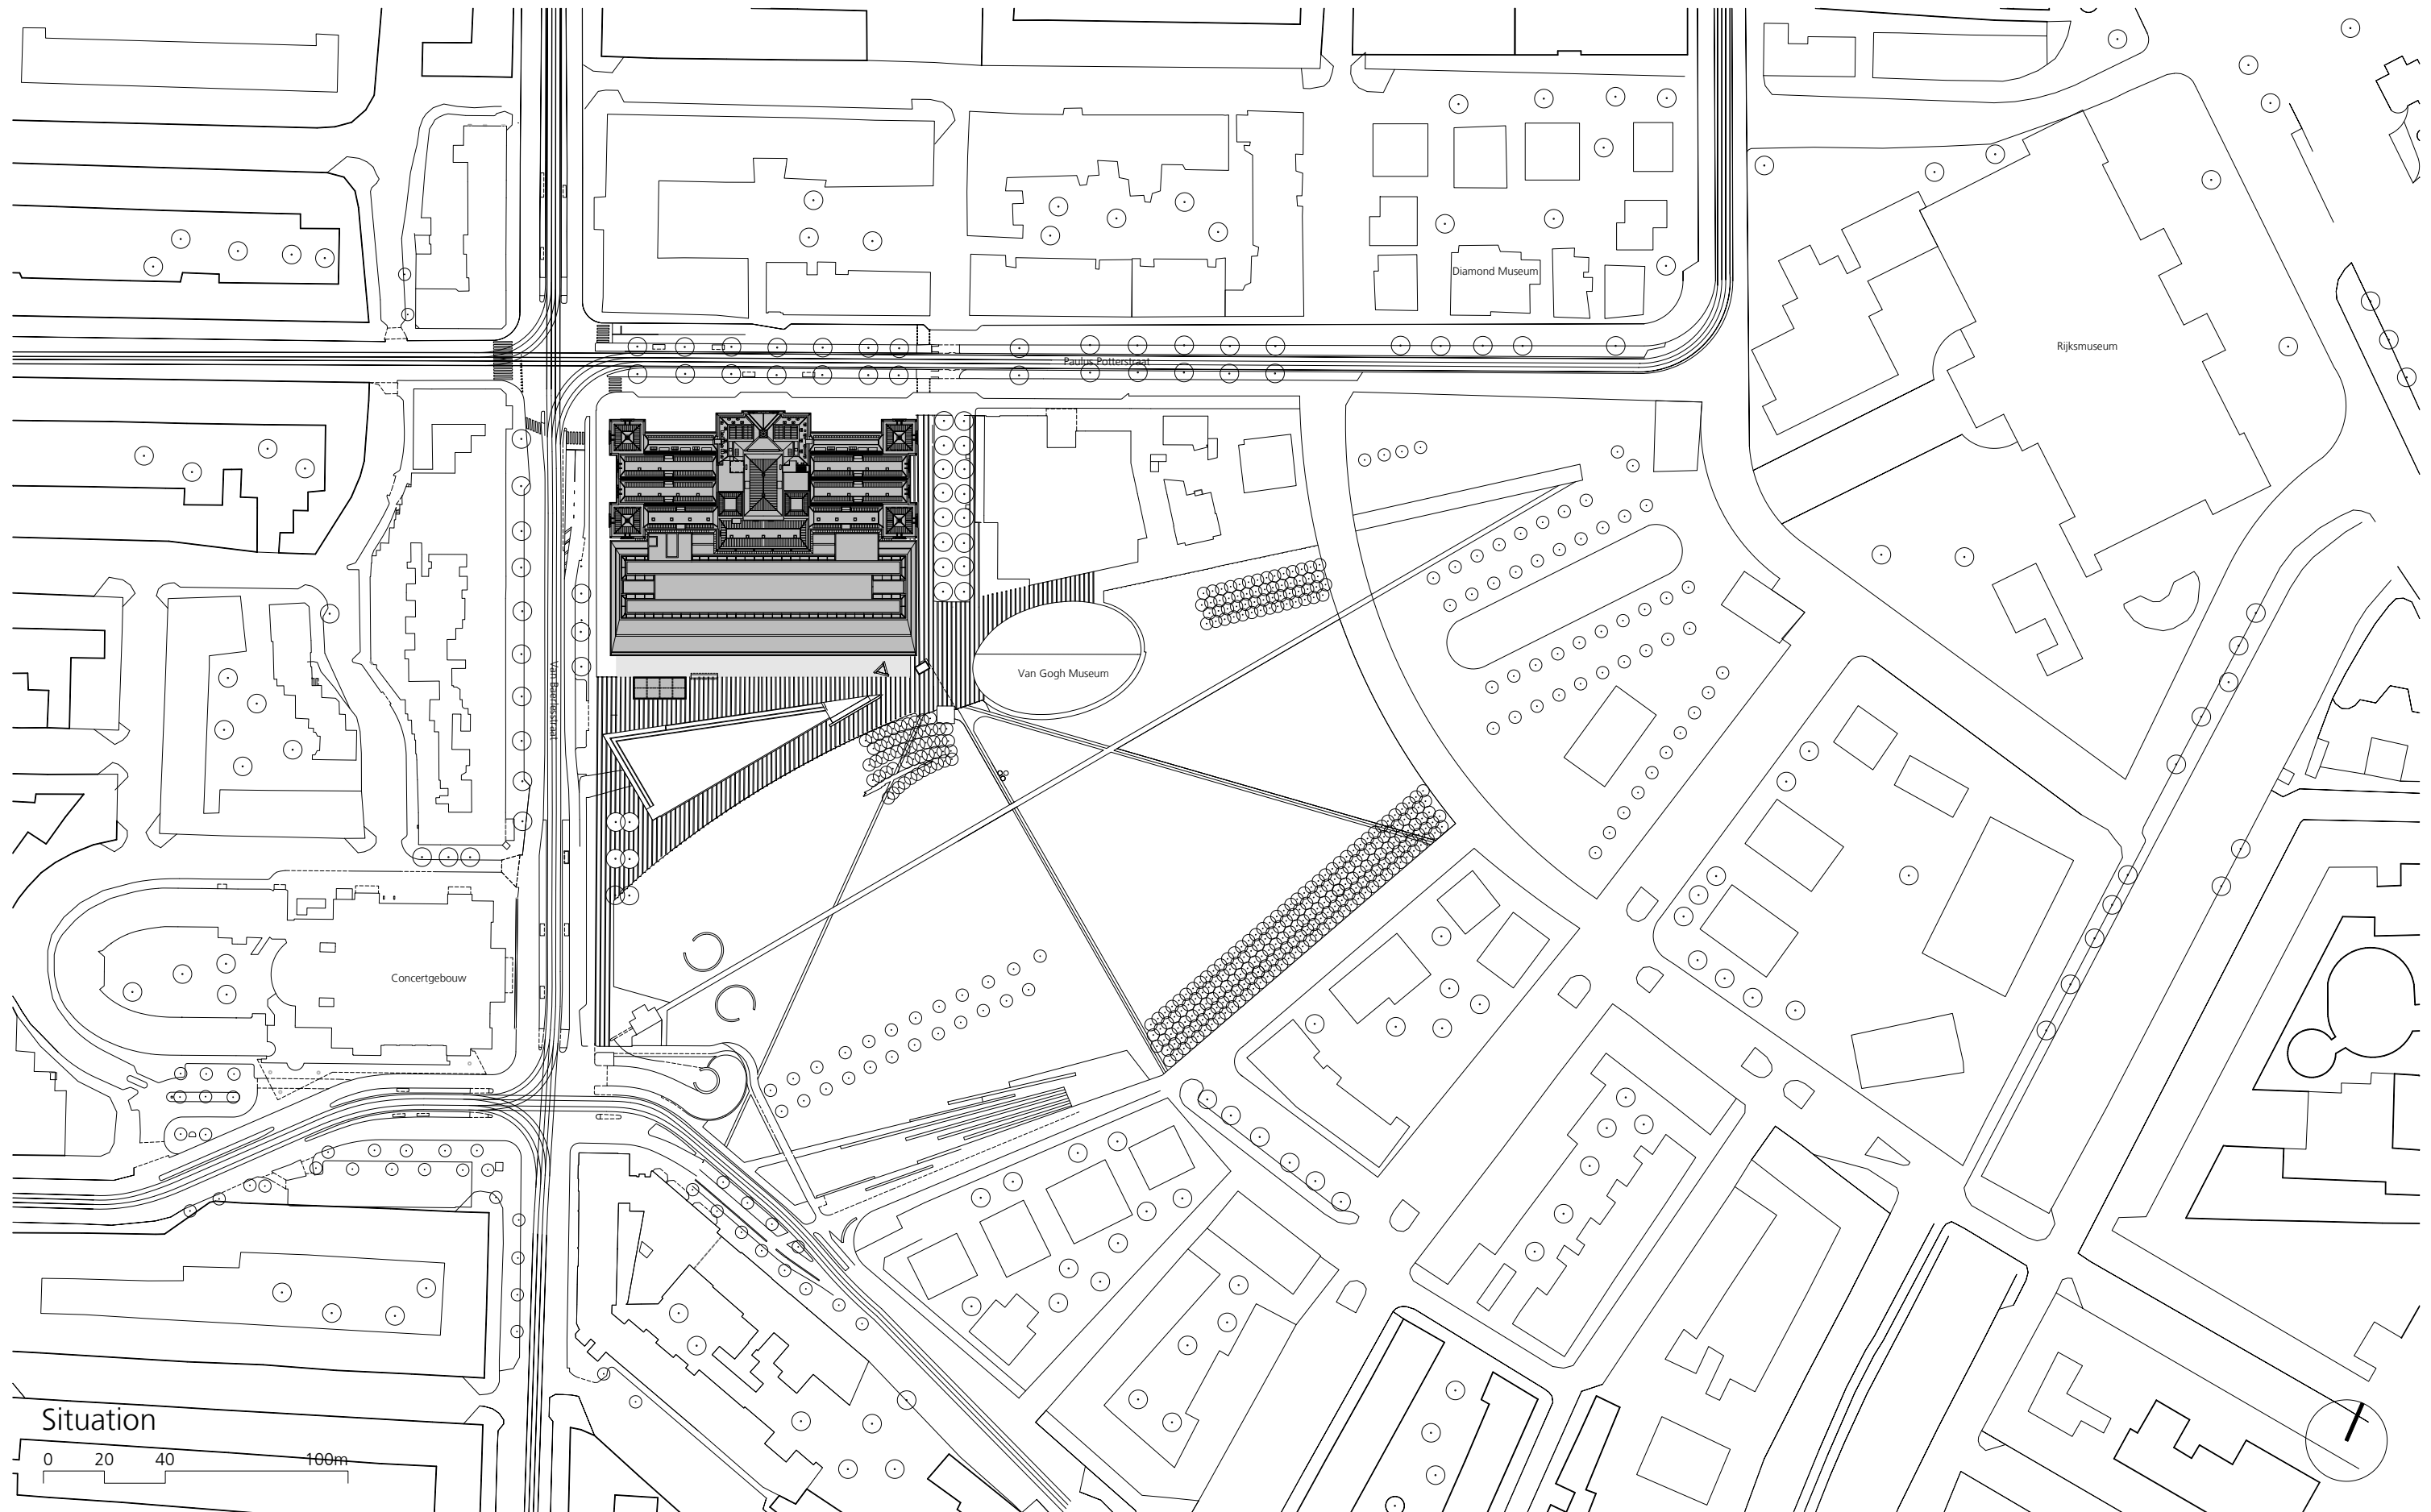 Diamond Museum
Rijksmuseum
Paulus Potterstraat
Van Gogh Museum
Van Baerlestraat
Concertgebouw
Situation
0 20 40 100m